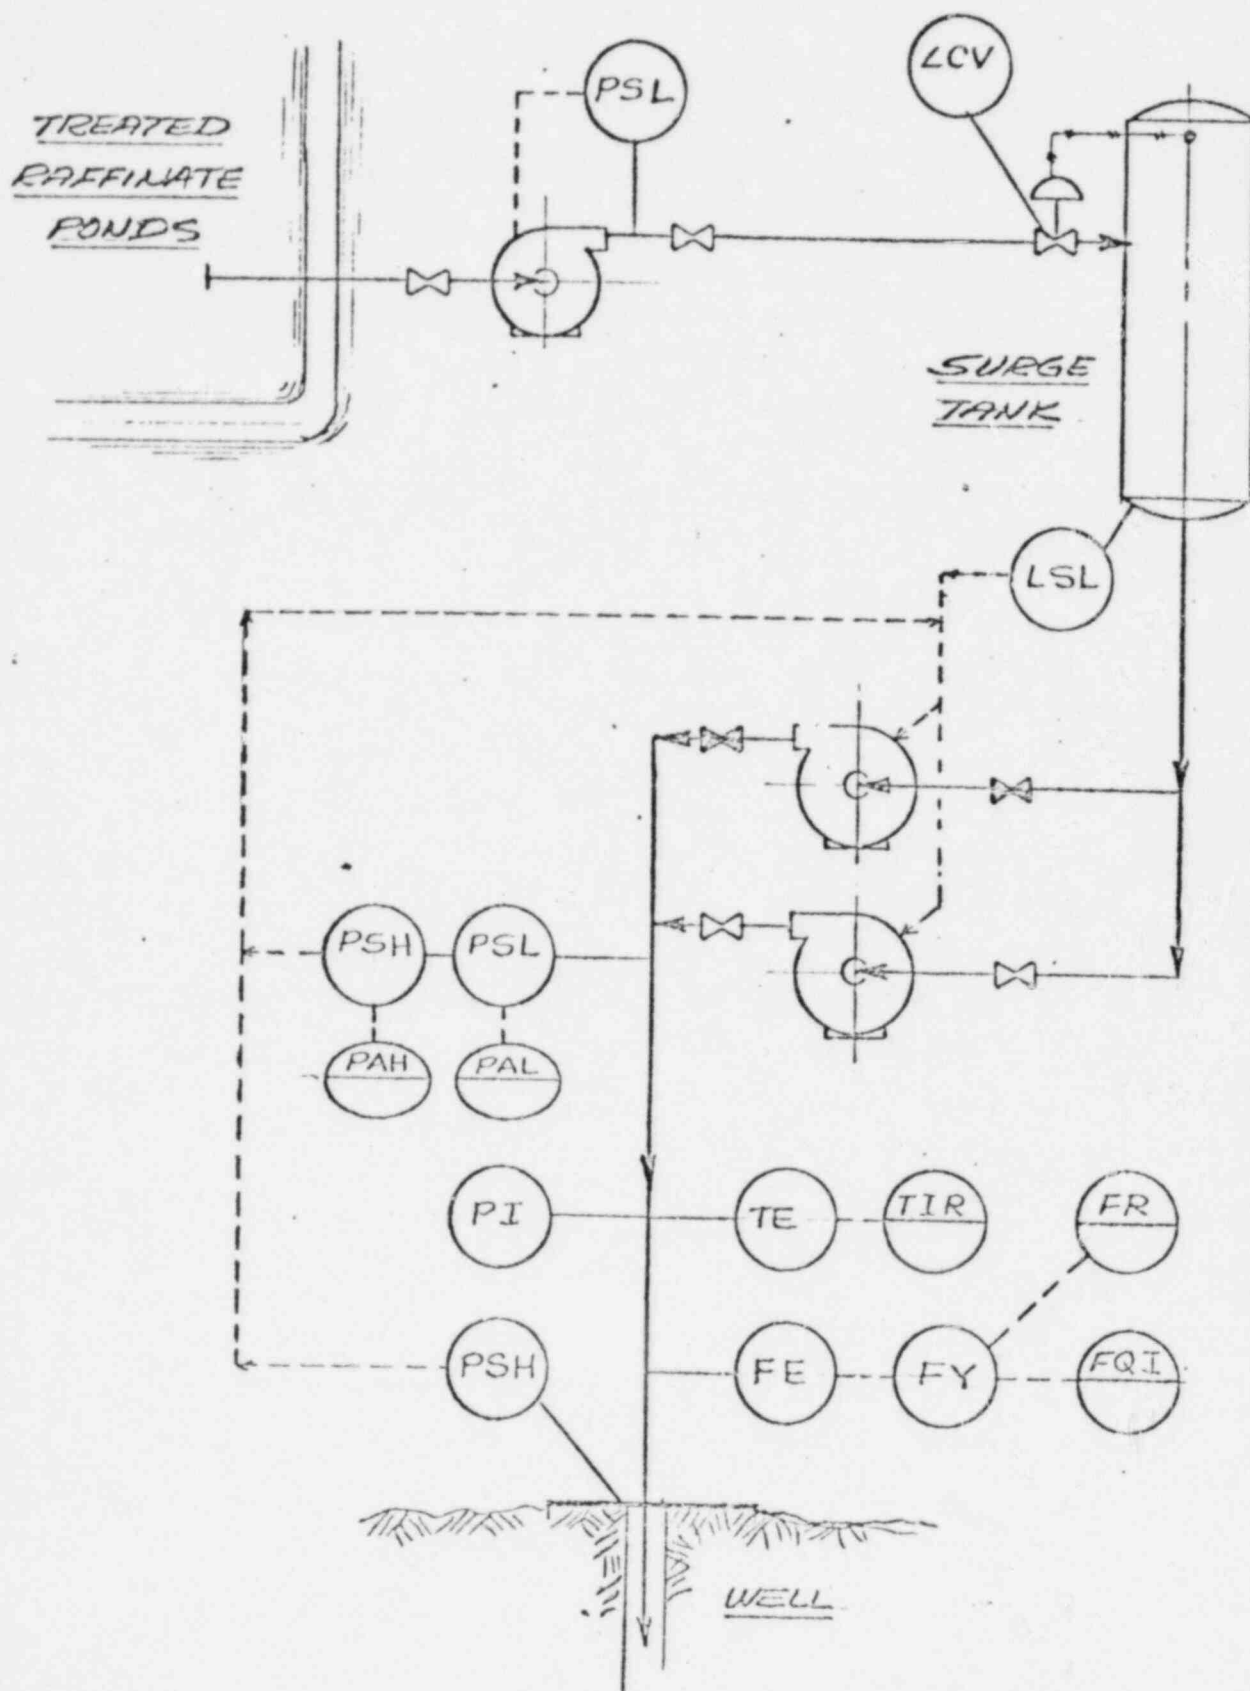 TREATED
RAFFINATE
PONDS
PSL
LCV
SURGE
TANK
LSL
PSH
PSL
PAH
PAL
PI
TE
TIR
FR
PSH
FE
FY
FQI
WELL